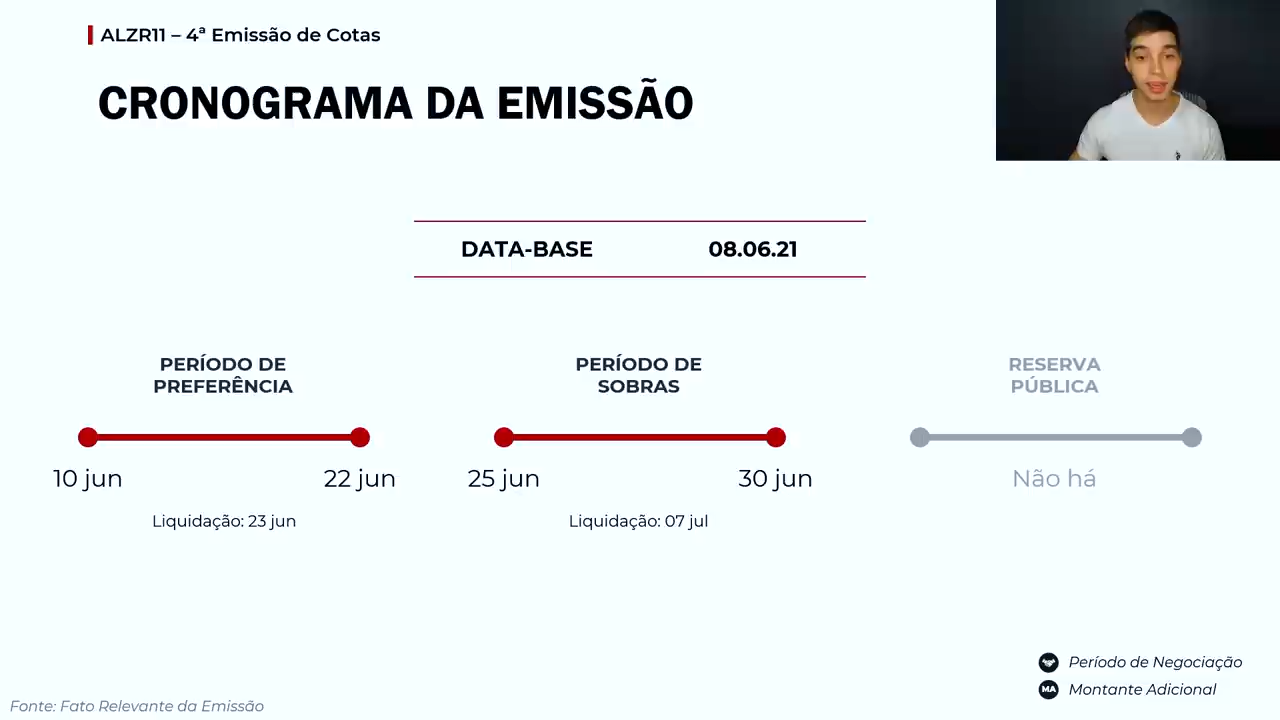 ALZR11 – 4ª Emissão de Cotas
CRONOGRAMA DA EMISSÃO
DATA-BASE 08.06.21
PERÍODO DE
PREFERÊNCIA
10 jun 22 jun
Liquidação: 23 jun
PERÍODO DE
SOBRAS
25 jun 30 jun
Liquidação: 07 jul
RESERVA
PÚBLICA
Não há
Período de Negociação
MA Montante Adicional
Fonte: Fato Relevante da Emissão